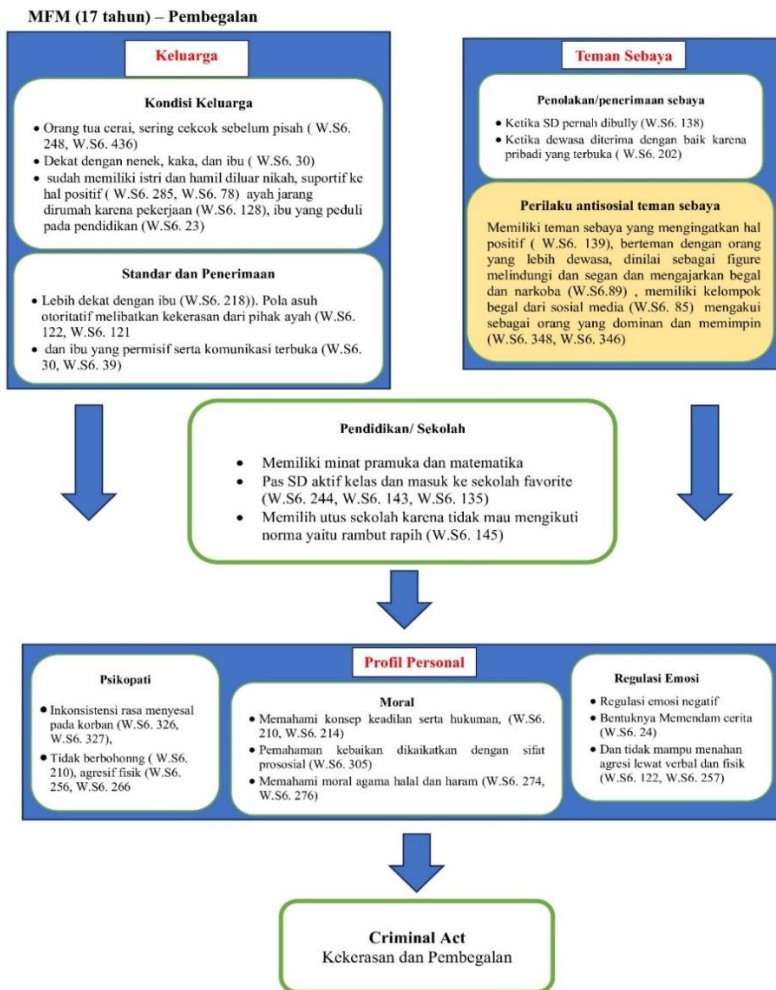 MFM (17 tahun) – Pembegalan
Keluarga
Kondisi Keluarga
• Orang tua cerai, sering cekcok sebelum pisah ( W.S6.
248, W.S6. 436)
• Dekat dengan nenek, kaka, dan ibu ( W.S6. 30)
• sudah memiliki istri dan hamil diluar nikah, suportif ke
hal positif ( W.S6. 285, W.S6. 78) ayah jarang
dirumah karena pekerjaan (W.S6. 128), ibu yang peduli
pada pendidikan (W.S6. 23)
Standar dan Penerimaan
• Lebih dekat dengan ibu (W.S6. 218)). Pola asuh
otoritatif melibatkan kekerasan dari pihak ayah (W.S6.
122, W.S6. 121
• dan ibu yang permisif serta komunikasi terbuka (W.S6.
30, W.S6. 39)
Teman Sebaya
Penolakan/penerimaan sebaya
• Ketika SD pernah dibully (W.S6. 138)
• Ketika dewasa diterima dengan baik karena
pribadi yang terbuka ( W.S6. 202)
Perilaku antisosial teman sebaya
Memiliki teman sebaya yang mengingatkan hal
positif ( W.S6. 139), berteman dengan orang
yang lebih dewasa, dinilai sebagai figure
melindungi dan segan dan mengajarkan begal
dan narkoba (W.S6.89) , memiliki kelompok
begal dari sosial media (W.S6. 85) mengakui
sebagai orang yang dominan dan memimpin
(W.S6. 348, W.S6. 346)
Pendidikan/ Sekolah
• Memiliki minat pramuka dan matematika
• Pas SD aktif kelas dan masuk ke sekolah favorite
(W.S6. 244, W.S6. 143, W.S6. 135)
• Memilih utus sekolah karena tidak mau mengikuti
norma yaitu rambut rapih (W.S6. 145)
Profil Personal
Psikopati
• Inkonsistensi rasa menyesal
pada korban (W.S6. 326,
W.S6. 327),
• Tidak berbohonng ( W.S6.
210), agresif fisik (W.S6.
256, W.S6. 266
Moral
• Memahami konsep keadilan serta hukuman, (W.S6.
210, W.S6. 214)
• Pemahaman kebaikan dikaikatkan dengan sifat
prososial (W.S6. 305)
• Memahami moral agama halal dan haram (W.S6. 274,
W.S6. 276)
Regulasi Emosi
• Regulasi emosi negatif
• Bentuknya Memendam cerita
(W.S6. 24)
• Dan tidak mampu menahan
agresi lewat verbal dan fisik
(W.S6. 122, W.S6. 257)
Criminal Act
Kekerasan dan Pembegalan